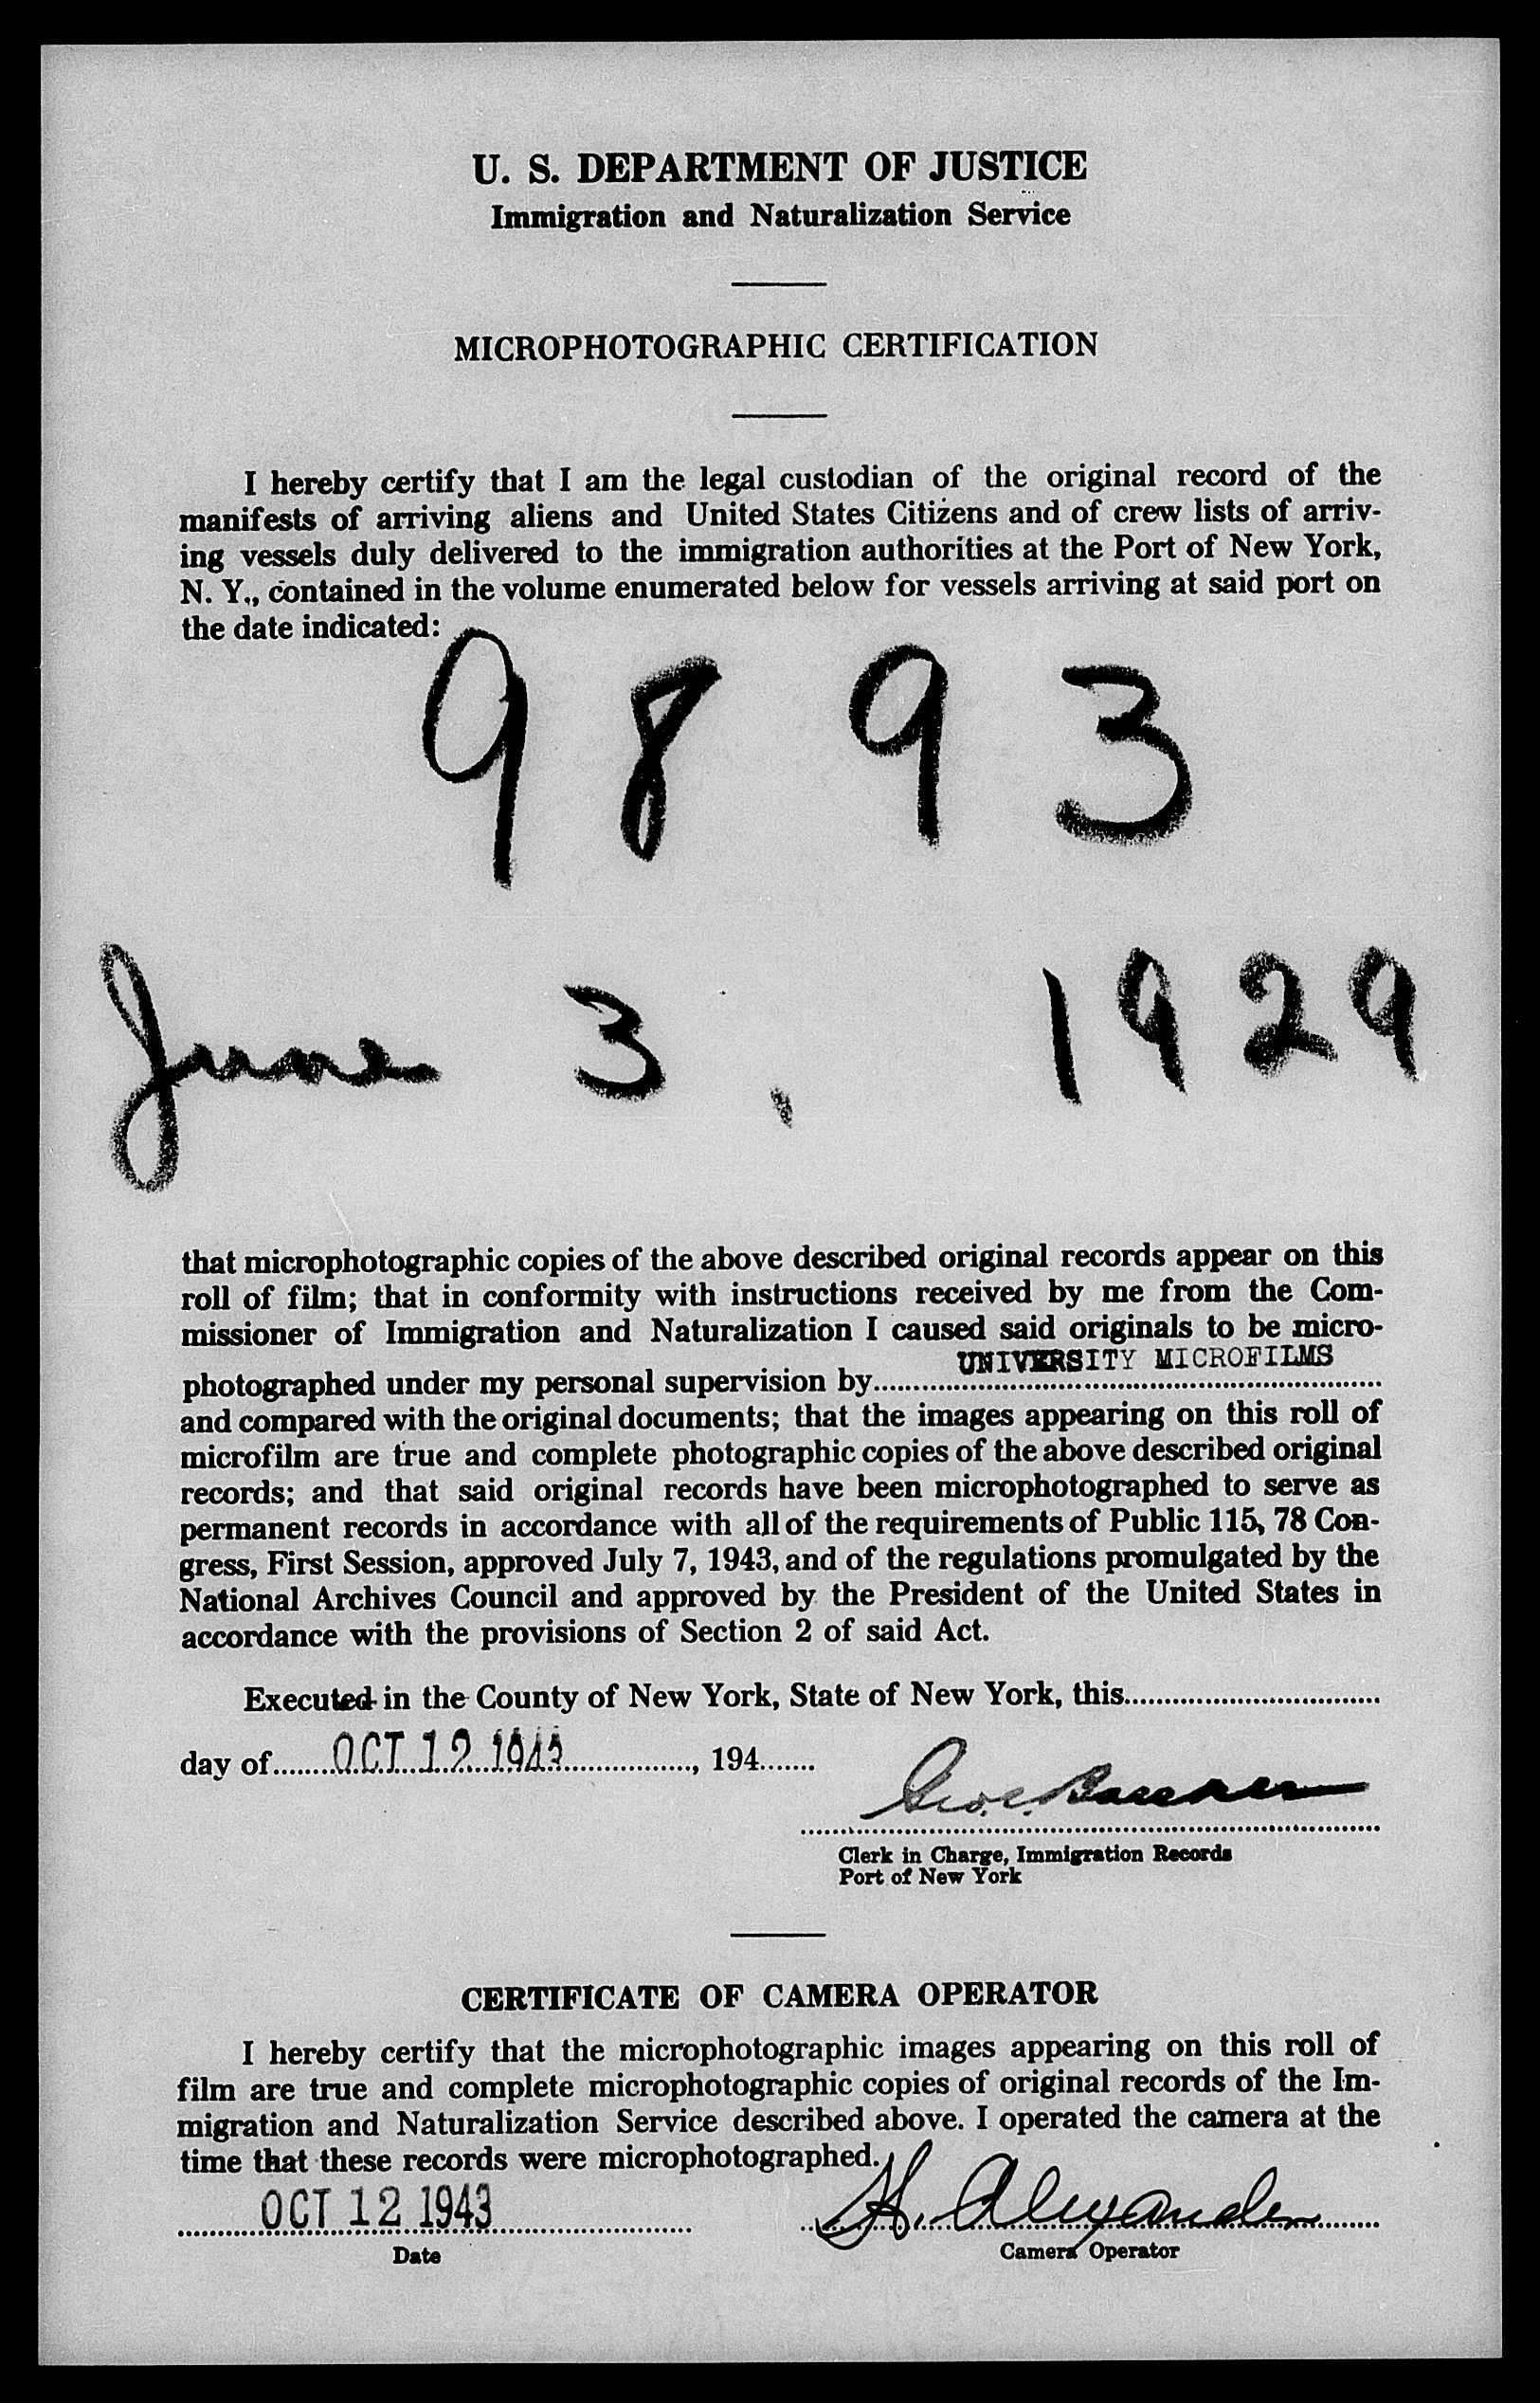 U. S. DEPARTMENT OF JUSTICE
Immigration and Naturalization Service
MICROPHOTOGRAPHIC CERTIFICATION
I hereby certify that I am the legal custodian of the original record of the
manifests of arriving aliens and United States Citizens and of crew lists of arriv-
ing vessels duly delivered to the immigration authorities at the Port of New York,
N. Y., contained in the volume enumerated below for vessels arriving at said port on
the date indicated:
9893
June 3, 1929
that microphotographic copies of the above described original records appear on this
roll of film; that in conformity with instructions received by me from the Com-
missioner of Immigration and Naturalization I caused said originals to be micro-
photographed under my personal supervision by UNIVERSITY MICROFILMS
and compared with the original documents; that the images appearing on this roll of
microfilm are true and complete photographic copies of the above described original
records; and that said original records have been microphotographed to serve as
permanent records in accordance with all of the requirements of Public 115, 78 Con-
gress, First Session, approved July 7, 1943, and of the regulations promulgated by the
National Archives Council and approved by the President of the United States in
accordance with the provisions of Section 2 of said Act.
Executed in the County of New York, State of New York, this
day of OCT 12 1943, 194
Clerk in Charge, Immigration Records
Port of New York
CERTIFICATE OF CAMERA OPERATOR
I hereby certify that the microphotographic images appearing on this roll of
film are true and complete microphotographic copies of original records of the Im-
migration and Naturalization Service described above. I operated the camera at the
time that these records were microphotographed.
OCT 12 1943 H. Alexander
Date Camera Operator